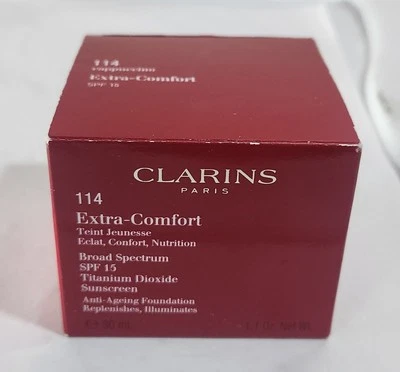 114
Cappuccino
Extra-Comfort
SPF 15
CLARINS
PARIS
114
Extra-Comfort
Teint Jeunesse
Eclat, Confort, Nutrition
Broad Spectrum
SPF 15
Titanium Dioxide
Sunscreen
Anti-Ageing Foundation
Replenishes, Illuminates